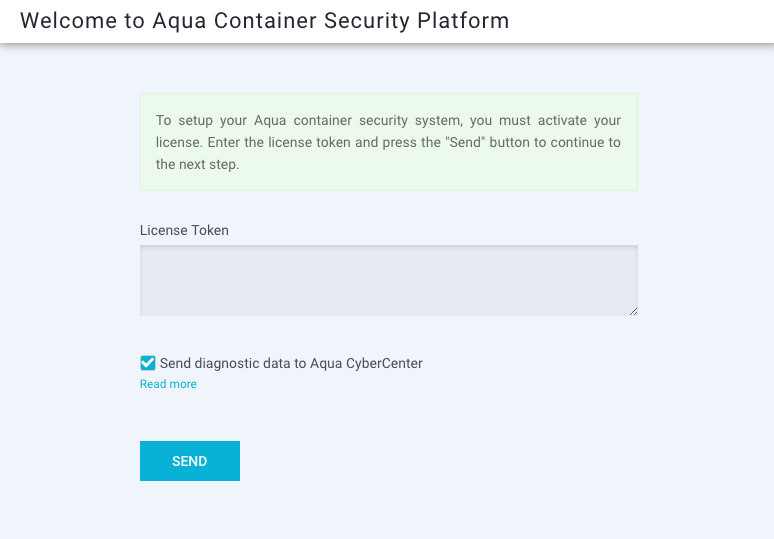 Welcome to Aqua Container Security Platform
To setup your Aqua container security system, you must activate your
license. Enter the license token and press the "Send" button to continue to
the next step.
License Token
Send diagnostic data to Aqua CyberCenter
Read more
SEND